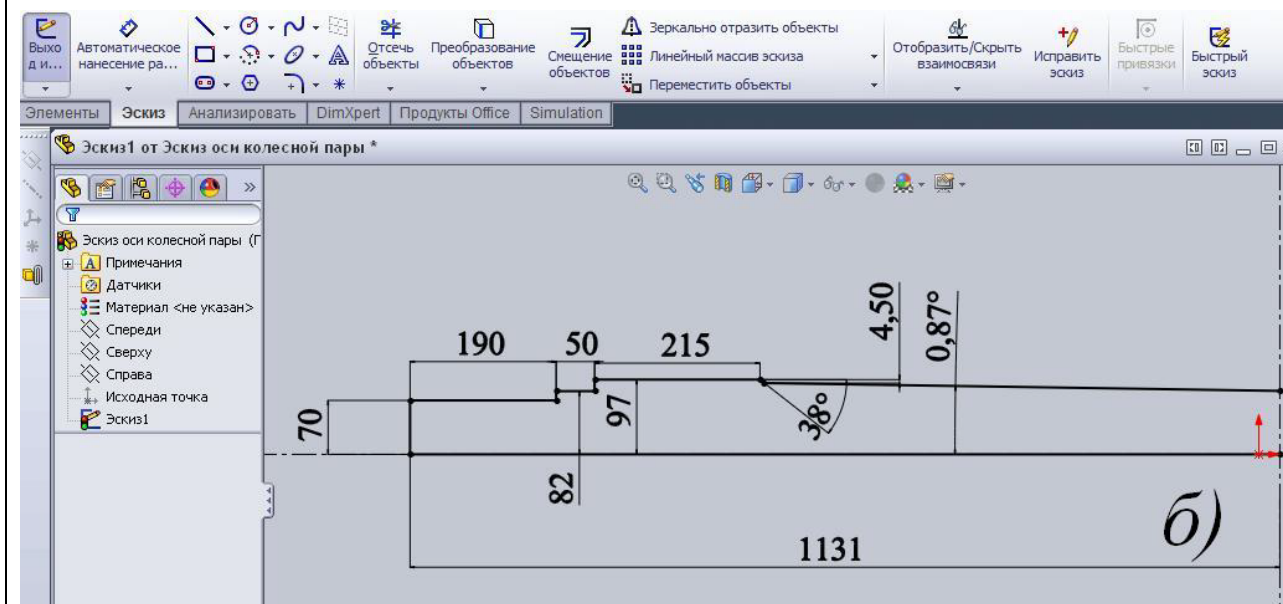 Выхо
д и...
Автоматическое
нанесение ра...
Отсечь
объекты
Преобразование
объектов
Смещение
объектов
Зеркально отразить объекты
Линейный массив эскиза
Переместить объекты
Отобразить/Скрыть
взаимосвязи
Исправить
эскиз
Быстрые
привязки
Быстрый
эскиз
Элементы Эскиз Анализировать DimXpert Продукты Office Simulation
Эскиз1 от Эскиз оси колесной пары *
Эскиз оси колесной пары (Г
Примечания
Датчики
Материал <не указан>
Спереди
Сверху
Справа
Исходная точка
Эскиз1
190 50 215
4,50
0,87°
70
97
38°
82
б)
1131